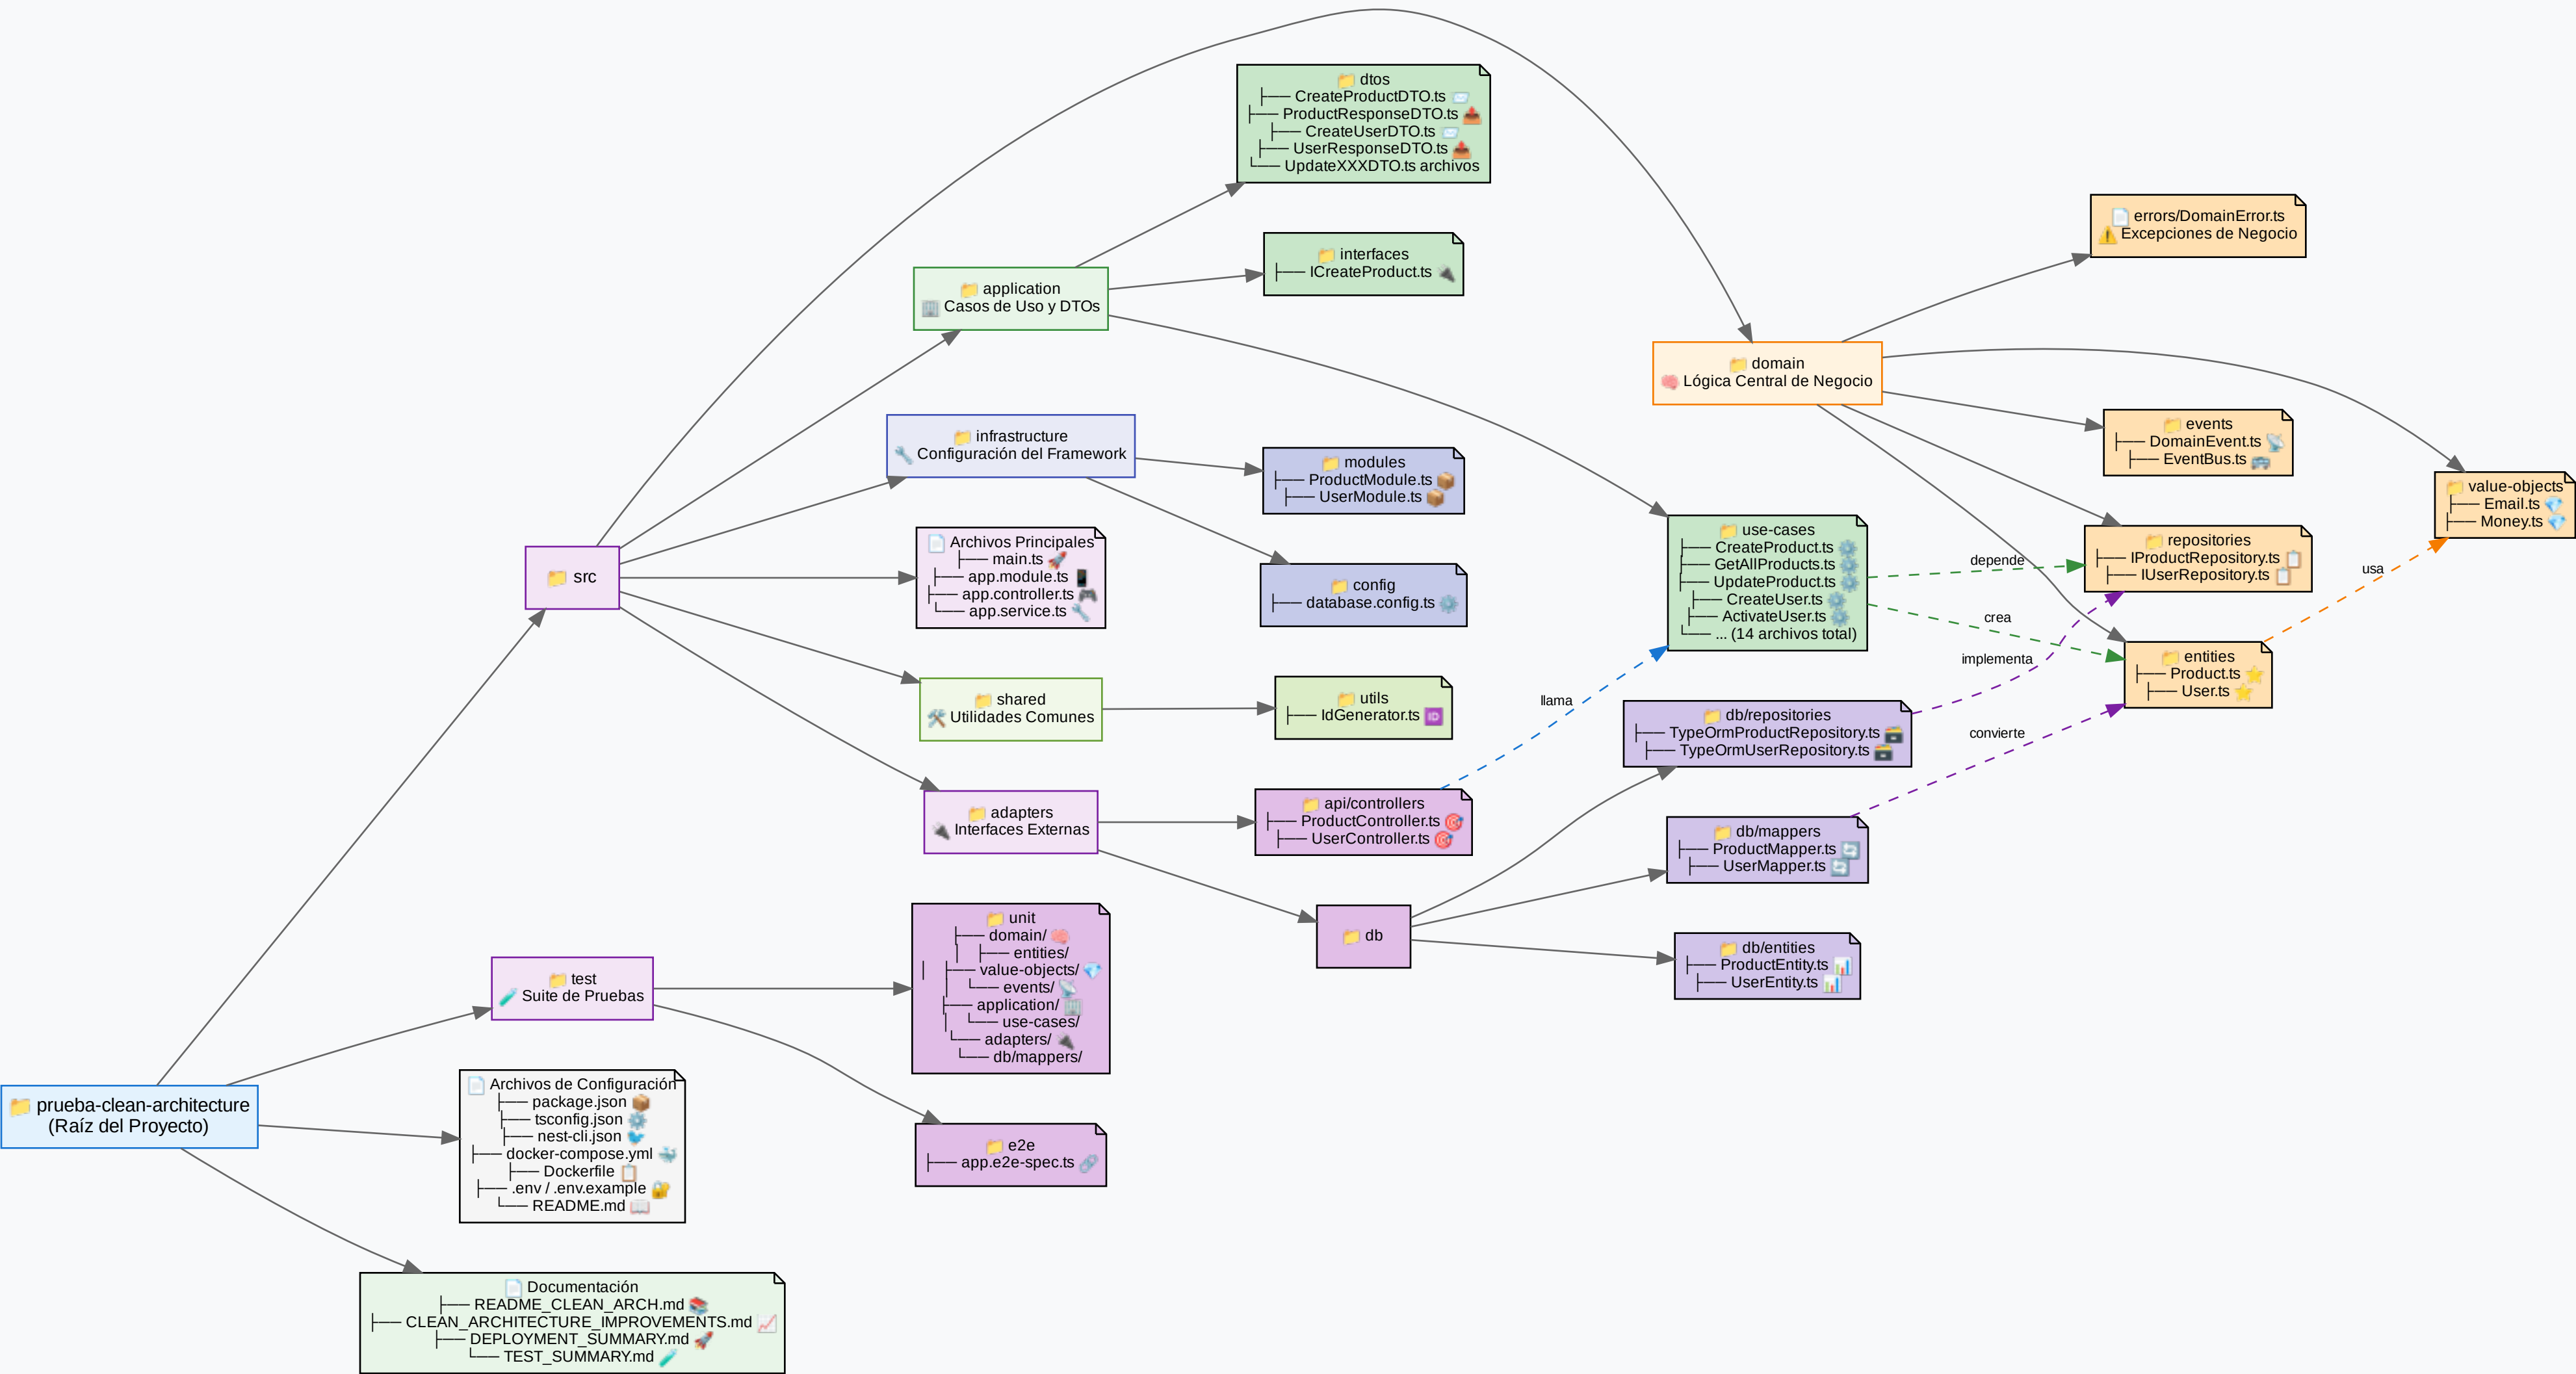 📁 prueba-clean-architecture
(Raíz del Proyecto)
📁 src
📁 test
🧪 Suite de Pruebas
📄 Archivos de Configuración
├── package.json 📦
├── tsconfig.json ⚙️
├── nest-cli.json 🐦
├── docker-compose.yml 🐳
├── Dockerfile 📋
├── .env / .env.example 🔐
└── README.md 📖
📄 Documentación
├── README_CLEAN_ARCH.md 📚
├── CLEAN_ARCHITECTURE_IMPROVEMENTS.md 📈
├── DEPLOYMENT_SUMMARY.md 🚀
└── TEST_SUMMARY.md 🧪
📁 application
🏢 Casos de Uso y DTOs
📁 infrastructure
🔧 Configuración del Framework
📄 Archivos Principales
├── main.ts 🚀
├── app.module.ts 📱
├── app.controller.ts 🎮
└── app.service.ts 🔧
📁 shared
🛠️ Utilidades Comunes
📁 adapters
🔌 Interfaces Externas
📁 unit
├── domain/ 🧠
│ ├── entities/
│ ├── value-objects/ 💎
│ └── events/ 📡
├── application/ 🏢
│ └── use-cases/
└── adapters/ 🔌
└── db/mappers/
📁 e2e
├── app.e2e-spec.ts 🔗
📁 dtos
├── CreateProductDTO.ts 📨
├── ProductResponseDTO.ts 📤
├── CreateUserDTO.ts 📨
├── UserResponseDTO.ts 📤
└── UpdateXXXDTO.ts archivos
📁 interfaces
├── ICreateProduct.ts 🔌
📁 modules
├── ProductModule.ts 📦
├── UserModule.ts 📦
📁 config
├── database.config.ts ⚙️
📁 utils
├── IdGenerator.ts 🆔
📁 api/controllers
├── ProductController.ts 🎯
├── UserController.ts 🎯
📁 db
llama
📁 domain
🧠 Lógica Central de Negocio
📁 use-cases
├── CreateProduct.ts ⚙️
├── GetAllProducts.ts ⚙️
├── UpdateProduct.ts ⚙️
├── CreateUser.ts ⚙️
├── ActivateUser.ts ⚙️
└── ... (14 archivos total)
📁 db/repositories
├── TypeOrmProductRepository.ts 🗃️
├── TypeOrmUserRepository.ts 🗃️
📁 db/mappers
├── ProductMapper.ts 🔄
├── UserMapper.ts 🔄
📁 db/entities
├── ProductEntity.ts 📊
├── UserEntity.ts 📊
depende
crea
implementa
convierte
📄 errors/DomainError.ts
⚠️ Excepciones de Negocio
📁 events
├── DomainEvent.ts 📡
├── EventBus.ts 🚌
📁 repositories
├── IProductRepository.ts 📋
├── IUserRepository.ts 📋
📁 entities
├── Product.ts ⭐
├── User.ts ⭐
usa
📁 value-objects
├── Email.ts 💎
├── Money.ts 💎